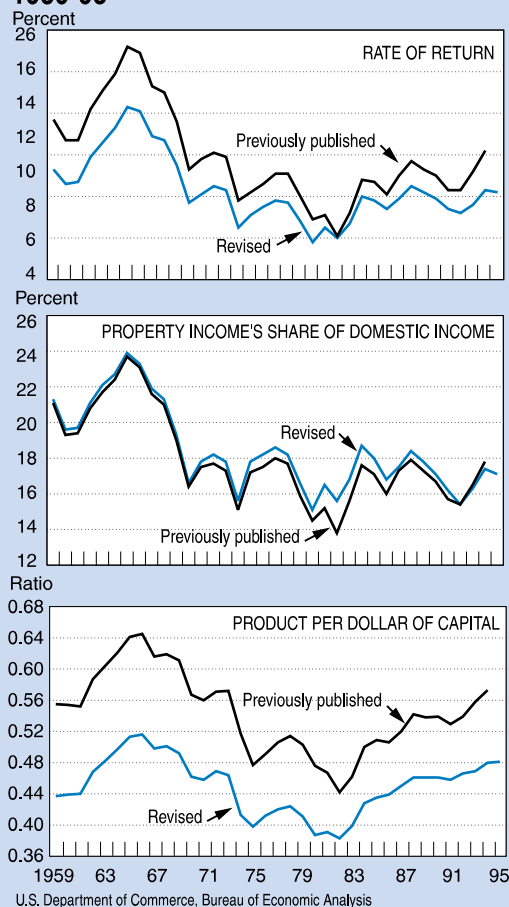 Percent
26
RATE OF RETURN
16
14
Previously published
12
10
8
Revised
6
4
Percent
26
PROPERTY INCOME'S SHARE OF DOMESTIC INCOME
24
22
20
Revised
18
16
14
Previously published
12
Ratio
0.68
PRODUCT PER DOLLAR OF CAPITAL
0.64
0.60
Previously published
0.56
0.52
0.48
0.44
Revised
0.40
0.36
1959 63 67 71 75 79 83 87 91 95
U.S. Department of Commerce, Bureau of Economic Analysis